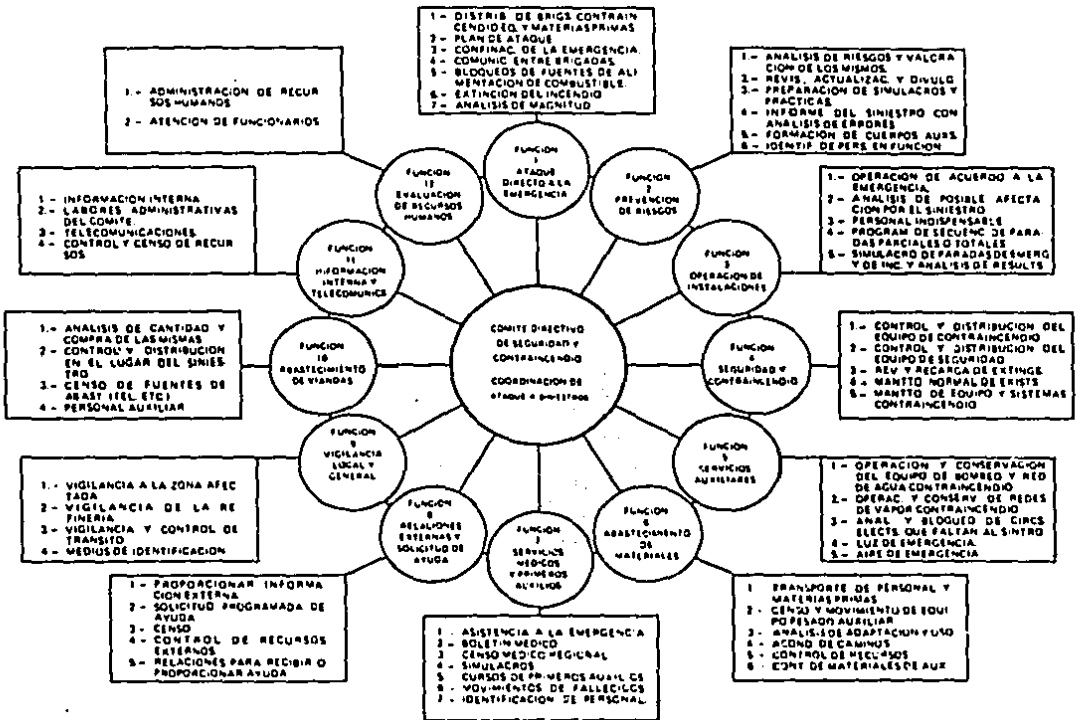 COMITE DIRECTIVO
DE SEGURIDAD Y
CONTRAINCENDIO
COORDINACION DE
ATAQUE A SINIESTROS
FUNCION
1
ATAQUE
DIRECTO A LA
EMERGENCIA
1 - DISTRIB DE BRIGS CONTRAIN
CENDIO EQ. Y MATERIAS PRIMAS
2 - PLAN DE ATAQUE
3 - CONFINAC. DE LA EMERGENCIA.
4 - COMUNIC ENTRE BRIGADAS.
5 - BLOQUEOS DE FUENTES DE ALI
MENTACION DE COMBUSTIBLE.
6 - EXTINCION DEL INCENDIO
7 - ANALISIS DE MAGNITUD
FUNCION
2
PREVENCION
DE RIESGOS
1.- ANALISIS DE RIESGOS Y VALORA
CION DE LOS MISMOS.
2 - REVIS, ACTUALIZAC. Y DIVULG
3 - PREPARACION DE SIMULACROS Y
PRACTICAS
4 - INFORME DEL SINIESTRO CON
ANALISIS DE ERRORES
5 - FORMACION DE CUERPOS AUXS.
6 - IDENTIF DE PERS. EN FUNCION
FUNCION
3
OPERACION DE
INSTALACIONES
1.- OPERACION DE ACUERDO A LA
EMERGENCIA.
2 - ANALISIS DE POSIBLE AFECTA
CION POR EL SINIESTRO
3 - PERSONAL INDISPENSABLE
4 - PROGRAM DE SECUENC DE PARA
DAS PARCIALES O TOTALES
5 - SIMULACRO DE PARADAS DE EMERG
Y DE INC. Y ANALISIS DE RESULTS
FUNCION
4
SEGURIDAD
Y CONTRAINCENDIO
1 - CONTROL Y DISTRIBUCION DEL
EQUIPO DE CONTRAINCENDIO
2 - CONTROL Y DISTRIBUCION DEL
EQUIPO DE SEGURIDAD
3 - REV Y RECARGA DE EXTINGS
4 - MANTTO NORMAL DE EXISTS
5 - MANTTO DE EQUIPO Y SISTEMAS
CONTRAINCENDIO
FUNCION
5
SERVICIOS
AUXILIARES
1 - OPERACION Y CONSERVACION
DEL EQUIPO DE BOMBEO Y RED
DE AGUA CONTRAINCENDIO
2 - OPERAC. Y CONSERV. DE REDES
DE VAPOR CONTRAINCENDIO
3 - ANAL Y BLOQUEO DE CIRCS
ELECTS. QUE FALTAN AL SINTRO
4 - LUZ DE EMERGENCIA.
5 - AIRE DE EMERGENCIA
FUNCION
6
ABASTECIMIENTO
DE
MATERIALES
1 TRANSPORTE DE PERSONAL Y
MATERIAS PRIMAS
2 - CENSO Y MOVIMIENTO DE EQUI
PO PESADO AUXILIAR
3 - ANALISIS DE ADAPTACION Y USO
4 - ACOND DE CAMINOS
5 - CONTROL DE RECURSOS
6 - CONT DE MATERIALES DE AUX
FUNCION
7
SERVICIOS
MEDICOS
Y PRIMEROS
AUXILIOS
1 - ASISTENCIA A LA EMERGENCIA
2 - BOLETIN MEDICO
3 CENSO MEDICO REGIONAL
4 - SIMULACROS
5 CURSOS DE PRIMEROS AUXILIOS
6 - MOVIMIENTOS DE FALLECIDOS
7 - IDENTIFICACION DE PERSONAL.
FUNCION
8
RELACIONES
EXTERNAS Y
SOLICITUD DE
AYUDA
1 - PROPORCIONAR INFORMA
CION EXTERNA
2 - SOLICITUD PROGRAMADA DE
AYUDA
3 - CENSO
4 - CONTROL DE RECURSOS
EXTERNOS
5 - RELACIONES PARA RECIBIR O
PROPORCIONAR AYUDA
FUNCION
9
VIGILANCIA
LOCAL Y
GENERAL
1.- VIGILANCIA A LA ZONA AFEC
TADA
2 - VIGILANCIA DE LA RE
FINERIA
3 - VIGILANCIA Y CONTROL DE
TRANSITO
4 - MEDIOS DE IDENTIFICACION
FUNCION
10
ABASTECIMIENTO
DE VIANDAS
1.- ANALISIS DE CANTIDAD Y
COMPRA DE LAS MISMAS
2 - CONTROL Y DISTRIBUCION
EN EL LUGAR DEL SINIES
TRO
3 - CENSO DE FUENTES DE
ABAST (TEL. ETC)
4 - PERSONAL AUXILIAR
FUNCION
11
INFORMACION
INTERNA Y
TELECOMUNICS
1 - INFORMACION INTERNA
2 - LABORES ADMINISTRATIVAS
DEL COMITE.
3 - TELECOMUNICACIONES
4 - CONTROL Y CENSO DE RECUR
SOS
FUNCION
12
EVALUACION
DE RECURSOS
HUMANOS
1.- ADMINISTRACION DE RECUR
SOS HUMANOS
2 - ATENCION DE FUNCIONARIOS